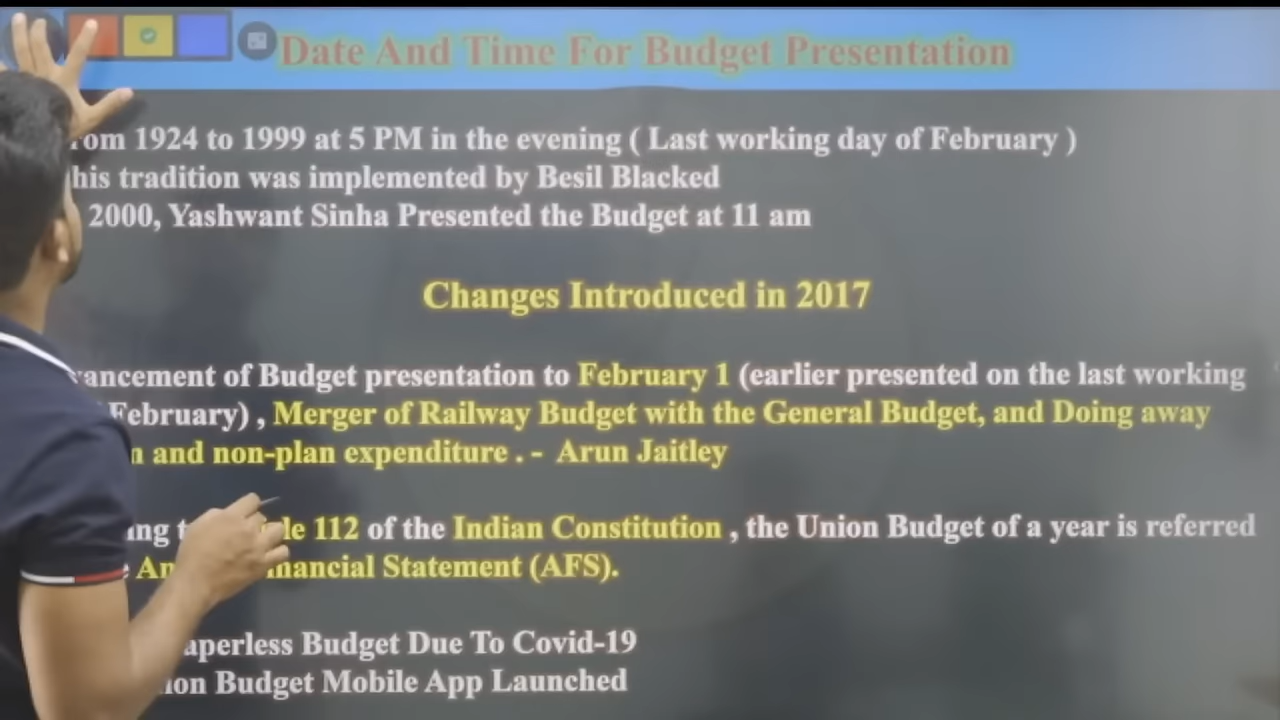 Date And Time For Budget Presentation
om 1924 to 1999 at 5 PM in the evening ( Last working day of February )
his tradition was implemented by Besil Blacked
2000, Yashwant Sinha Presented the Budget at 11 am
Changes Introduced in 2017
vancement of Budget presentation to February 1 (earlier presented on the last working
February) , Merger of Railway Budget with the General Budget, and Doing away
n and non-plan expenditure . - Arun Jaitley
ing t le 112 of the Indian Constitution , the Union Budget of a year is referred
An nancial Statement (AFS).
aperless Budget Due To Covid-19
ion Budget Mobile App Launched